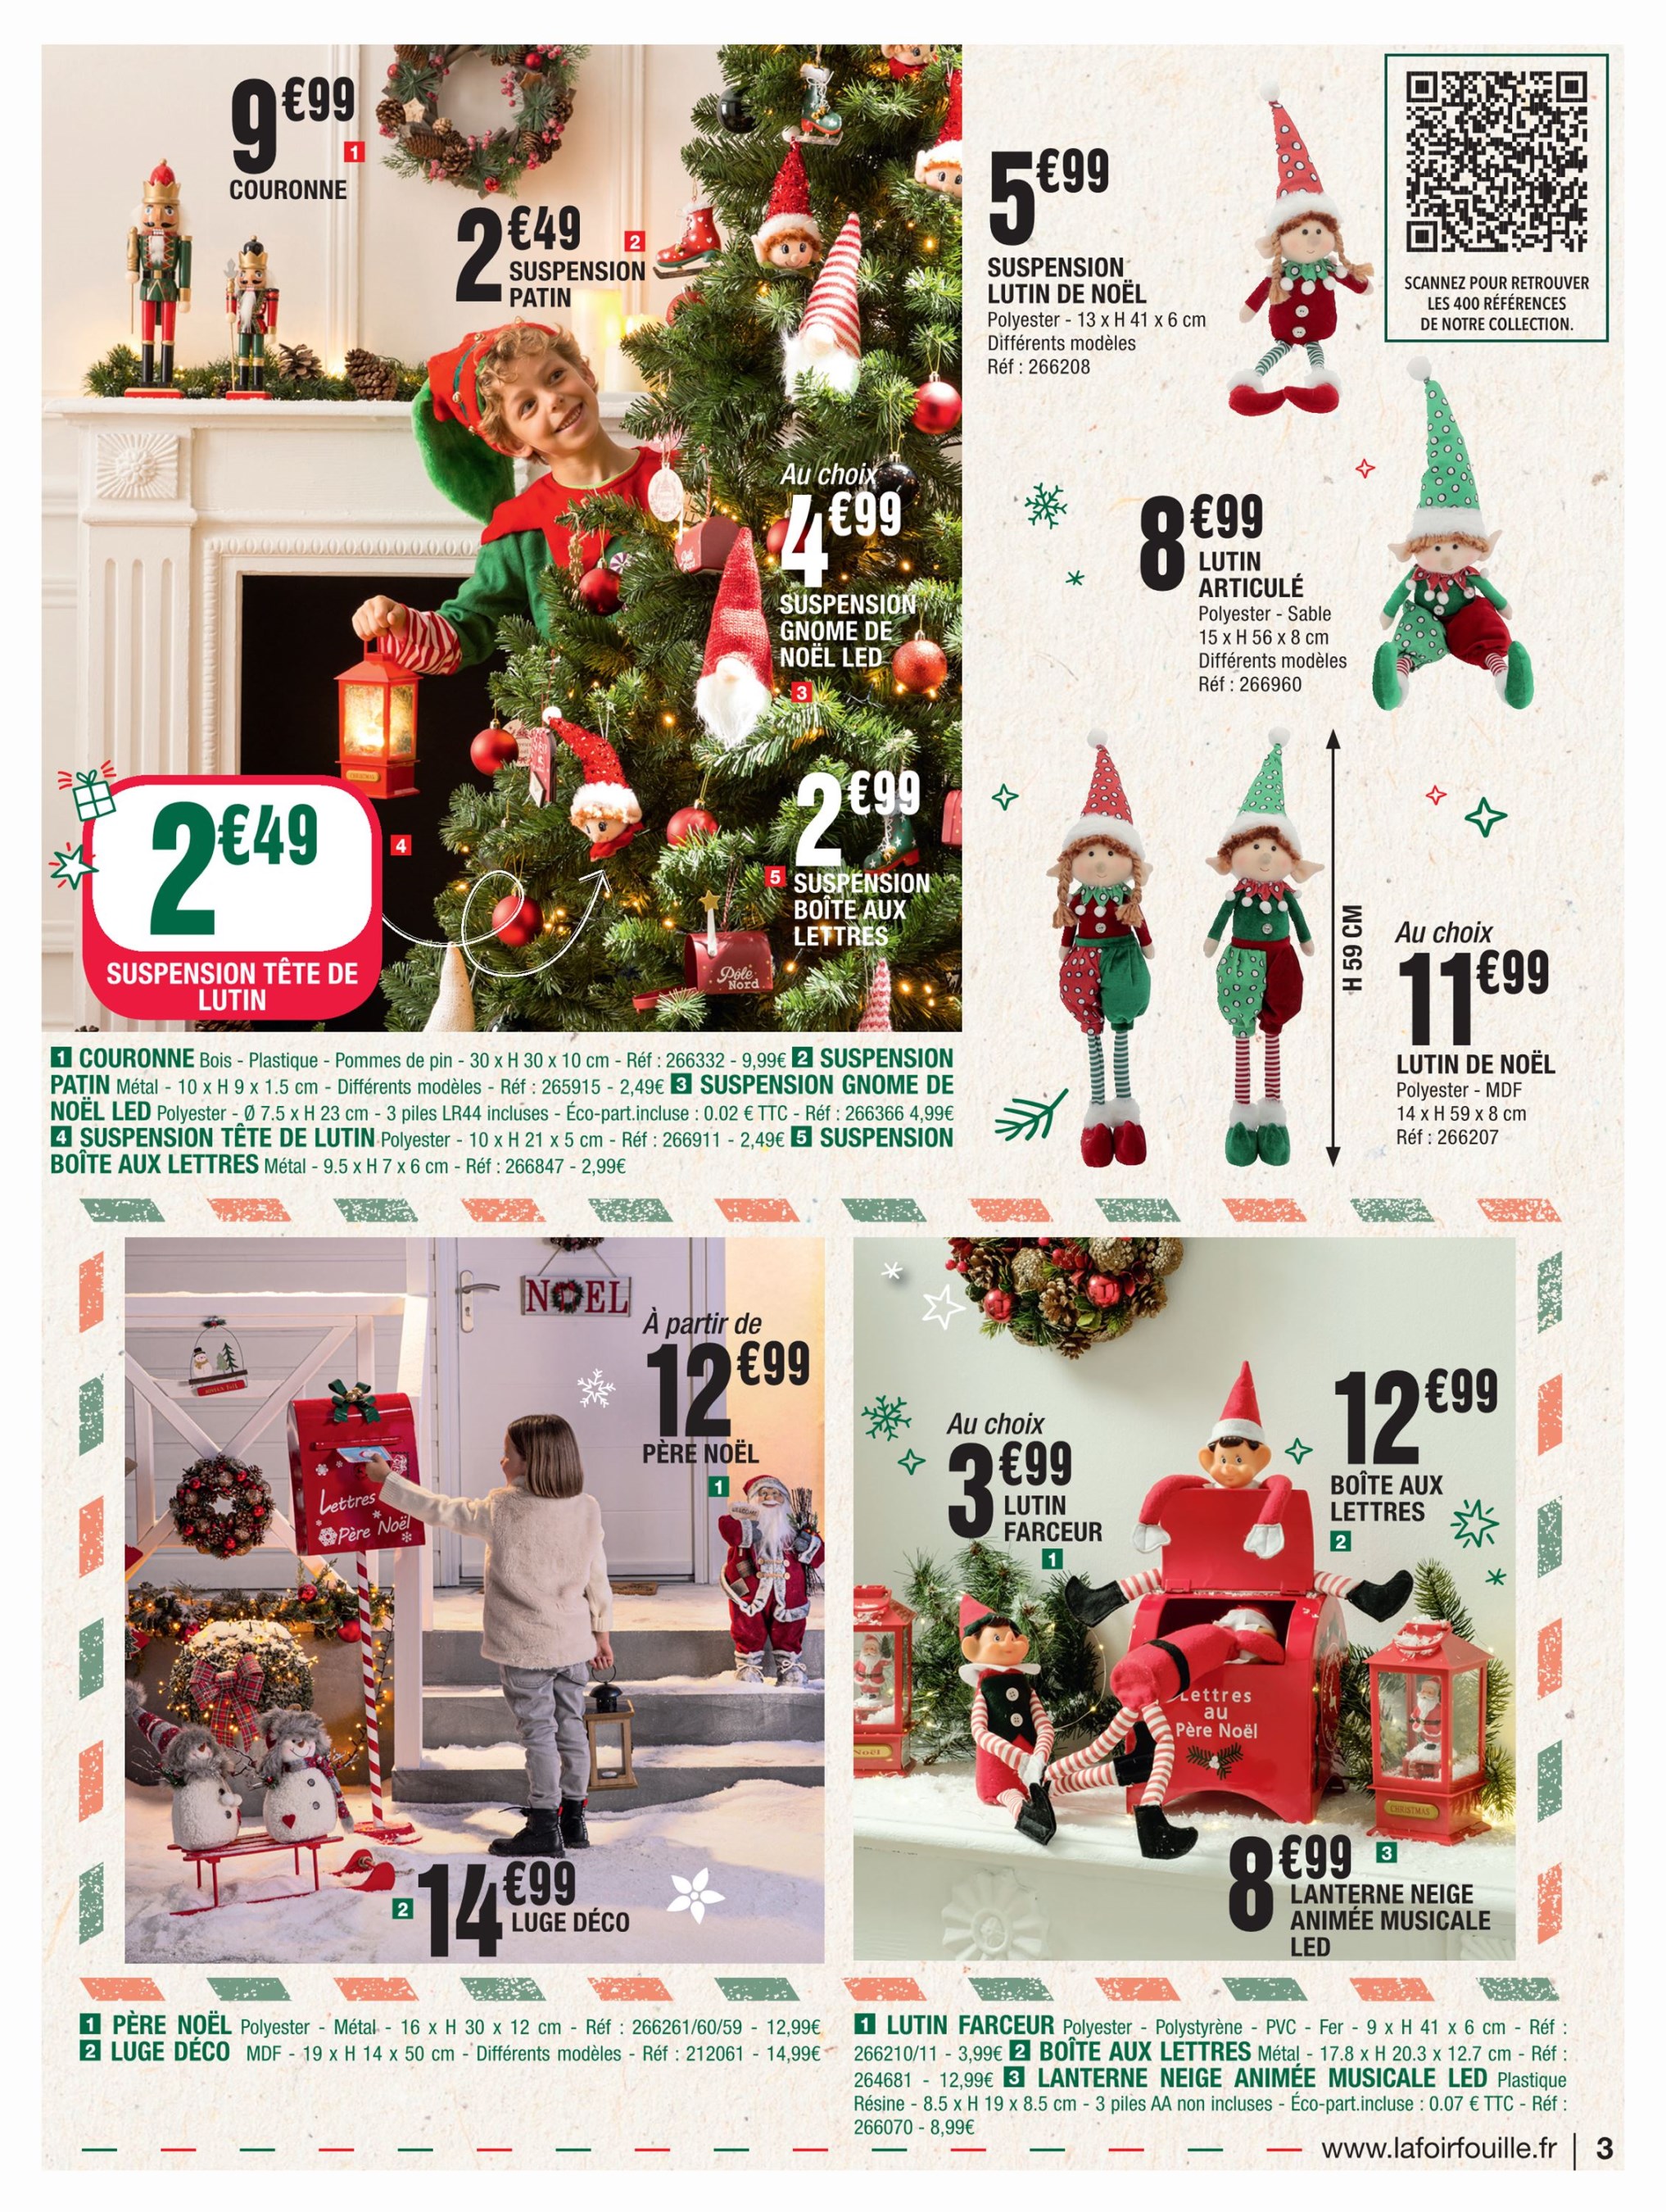 9€99
1
COURONNE
2€49
2
SUSPENSION
PATIN
Au choix
4€99
SUSPENSION
GNOME DE
NOËL LED
3
2€49
4
SUSPENSION TÊTE DE
LUTIN
2€99
5
SUSPENSION
BOÎTE AUX
LETTRES
Pôle
Nord
1 COURONNE Bois - Plastique - Pommes de pin - 30 x H 30 x 10 cm - Réf : 266332 - 9,99€ 2 SUSPENSION
PATIN Métal - 10 x H 9 x 1.5 cm - Différents modèles - Réf : 265915 - 2,49€ 3 SUSPENSION GNOME DE
NOËL LED Polyester - Ø 7.5 x H 23 cm - 3 piles LR44 incluses - Éco-part.incluse : 0.02 € TTC - Réf : 266366 4,99€
4 SUSPENSION TÊTE DE LUTIN Polyester - 10 x H 21 x 5 cm - Réf : 266911 - 2,49€ 5 SUSPENSION
BOÎTE AUX LETTRES Métal - 9.5 x H 7 x 6 cm - Réf : 266847 - 2,99€
5€99
SUSPENSION
LUTIN DE NOËL
Polyester - 13 x H 41 x 6 cm
Différents modèles
Réf : 266208
SCANNEZ POUR RETROUVER
LES 400 RÉFÉRENCES
DE NOTRE COLLECTION.
8€99
LUTIN
ARTICULÉ
Polyester - Sable
15 x H 56 x 8 cm
Différents modèles
Réf : 266960
H 59 CM
Au choix
11€99
LUTIN DE NOËL
Polyester - MDF
14 x H 59 x 8 cm
Réf : 266207
NOEL
À partir de
12€99
PÈRE NOËL
1
Lettres
Père Noël
2
14€99
LUGE DÉCO
Au choix
3€99
LUTIN
FARCEUR
1
12€99
BOÎTE AUX
LETTRES
2
Lettres
au
Père Noël
Noël
CHRISTMAS
8€99
3
LANTERNE NEIGE
ANIMÉE MUSICALE
LED
1 PÈRE NOËL Polyester - Métal - 16 x H 30 x 12 cm - Réf : 266261/60/59 - 12,99€
2 LUGE DÉCO MDF - 19 x H 14 x 50 cm - Différents modèles - Réf : 212061 - 14,99€
1 LUTIN FARCEUR Polyester - Polystyrène - PVC - Fer - 9 x H 41 x 6 cm - Réf :
266210/11 - 3,99€ 2 BOÎTE AUX LETTRES Métal - 17.8 x H 20.3 x 12.7 cm - Réf :
264681 - 12,99€ 3 LANTERNE NEIGE ANIMÉE MUSICALE LED Plastique
Résine - 8.5 x H 19 x 8.5 cm - 3 piles AA non incluses - Éco-part.incluse : 0.07 € TTC - Réf :
266070 - 8,99€
www.lafoirfouille.fr
3